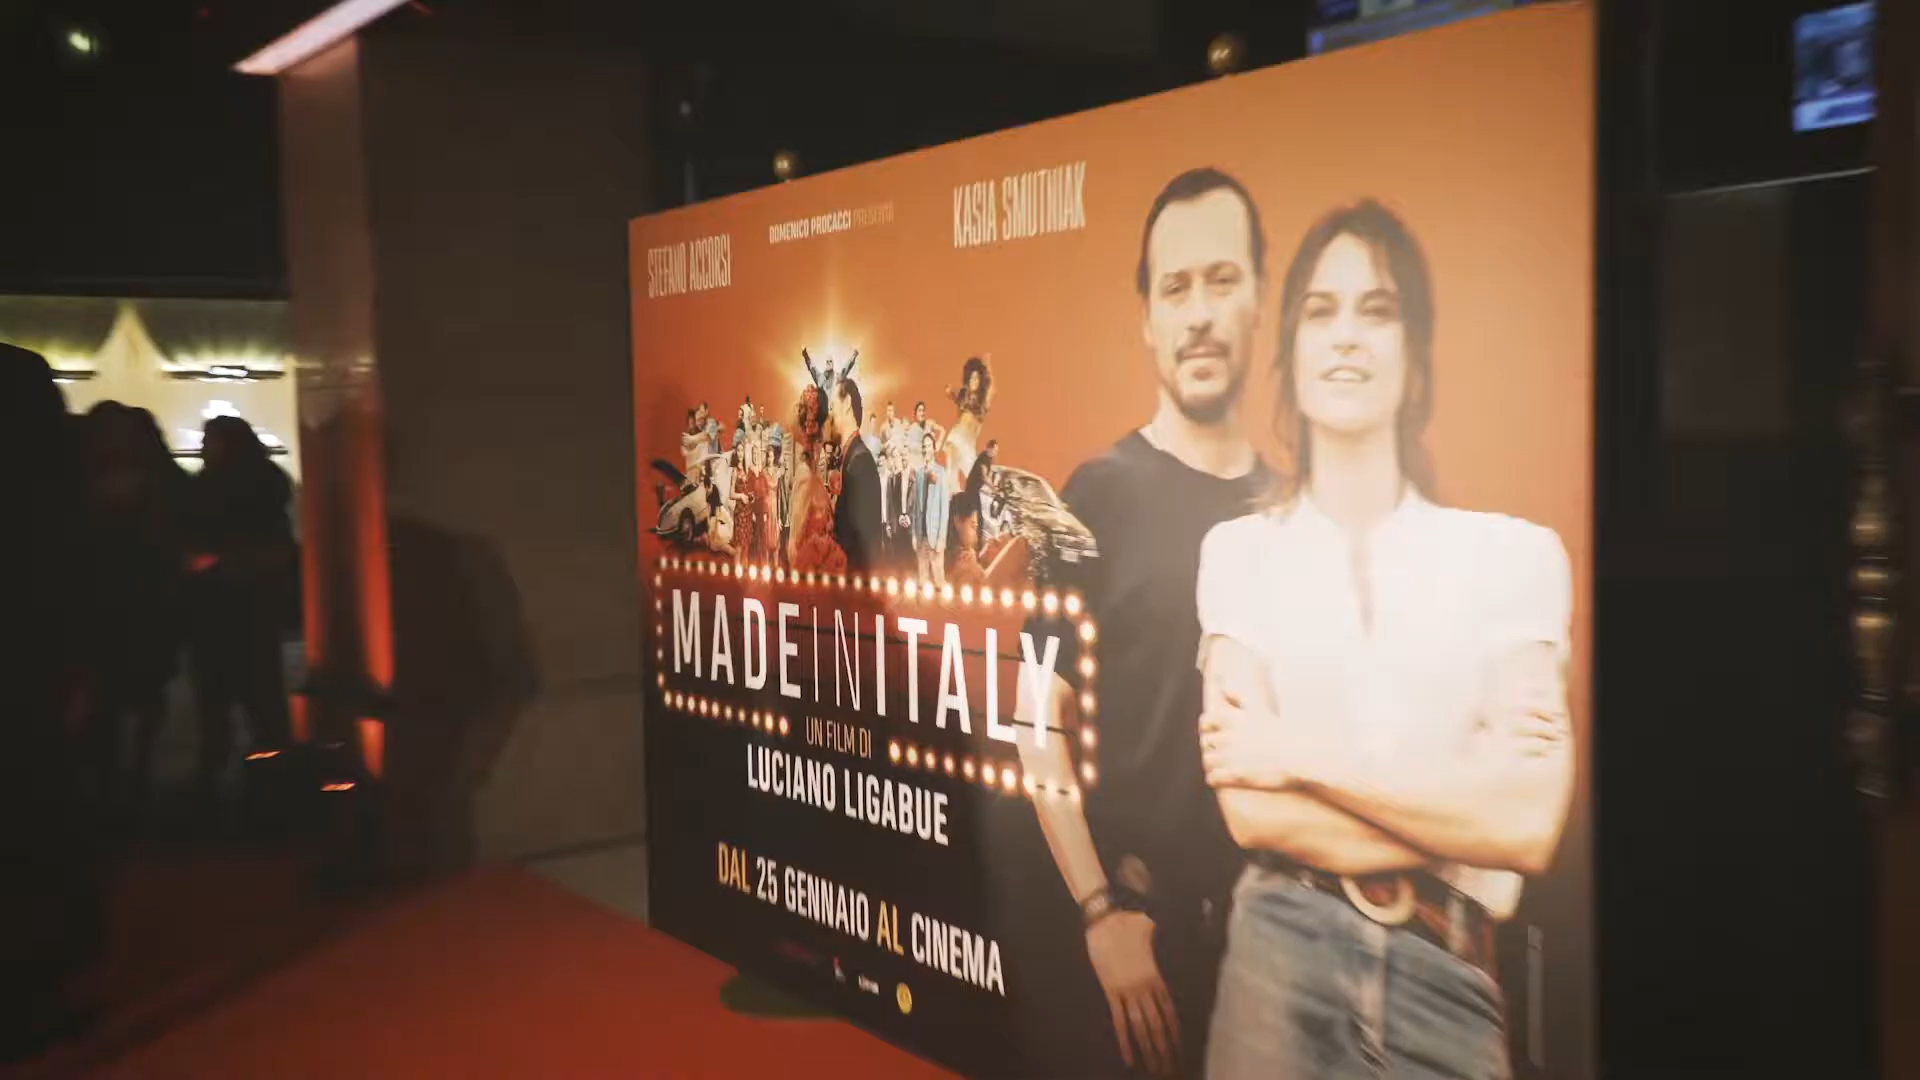 STEFANO ACCORSI
DOMENICO PROCACCI PRESENTA
KASIA SMUTNIAK
MADE IN ITALY
UN FILM DI
LUCIANO LIGABUE
DAL 25 GENNAIO AL CINEMA